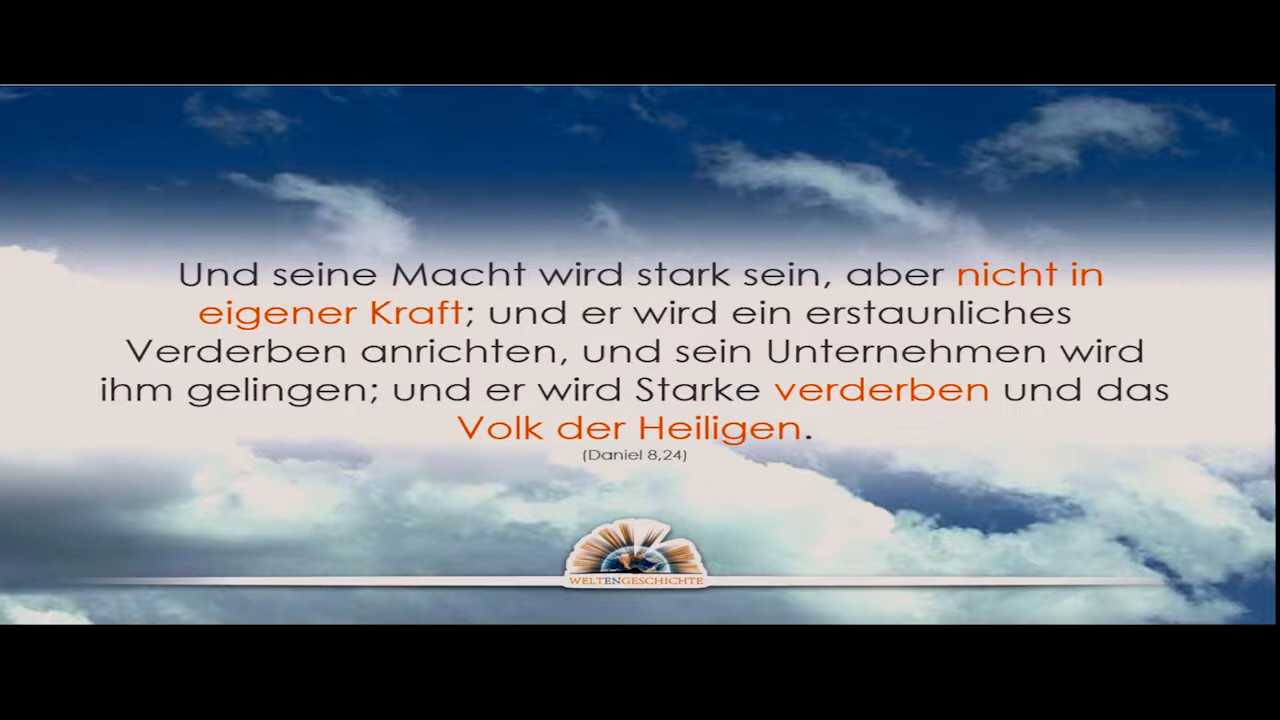 Und seine Macht wird stark sein, aber nicht in
eigener Kraft; und er wird ein erstaunliches
Verderben anrichten, und sein Unternehmen wird
ihm gelingen; und er wird Starke verderben und das
Volk der Heiligen.
(Daniel 8,24)
WELTENGESCHICHTE